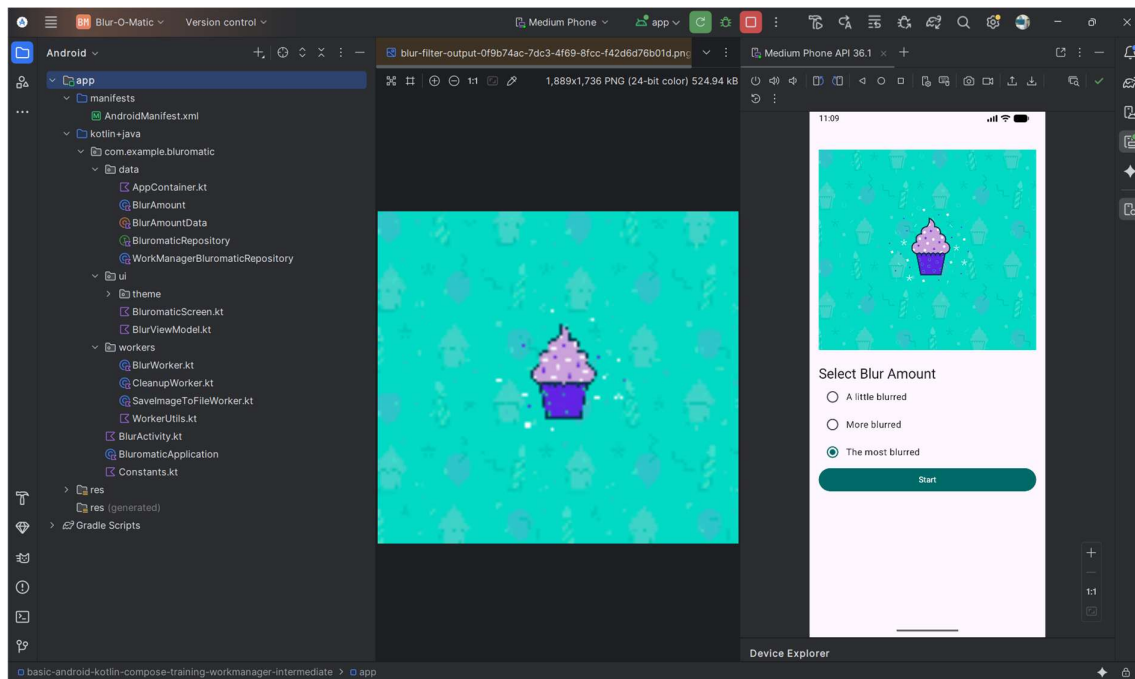 BM Blur-O-Matic Version control Medium Phone app
Android
app
manifests
AndroidManifest.xml
kotlin+java
com.example.bluromatic
data
AppContainer.kt
BlurAmount
BlurAmountData
BluromaticRepository
WorkManagerBluromaticRepository
ui
theme
BluromaticScreen.kt
BlurViewModel.kt
workers
BlurWorker.kt
CleanupWorker.kt
SaveImageToFileWorker.kt
WorkerUtils.kt
BlurActivity.kt
BluromaticApplication
Constants.kt
res
res (generated)
Gradle Scripts
blur-filter-output-0f9b74ac-7dc3-4f69-8fcc-f42d6d76b01d.png
1:1 1,889x1,736 PNG (24-bit color) 524.94 kB
Medium Phone API 36.1
11:09
Select Blur Amount
A little blurred
More blurred
The most blurred
Start
1:1
Device Explorer
basic-android-kotlin-compose-training-workmanager-intermediate > app